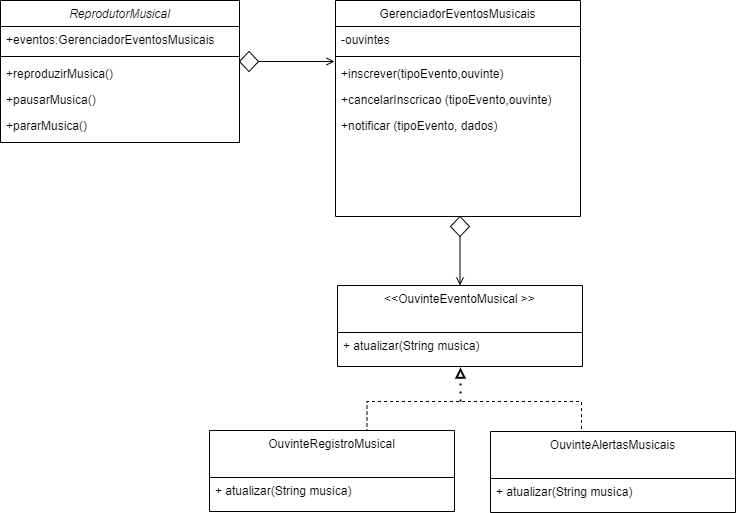 ReprodutorMusical
+eventos:GerenciadorEventosMusicais
+reproduzirMusica()
+pausarMusica()
+pararMusica()
GerenciadorEventosMusicais
-ouvintes
+inscrever(tipoEvento,ouvinte)
+cancelarInscricao (tipoEvento,ouvinte)
+notificar (tipoEvento, dados)
<<OuvinteEventoMusical >>
+ atualizar(String musica)
OuvinteRegistroMusical
+ atualizar(String musica)
OuvinteAlertasMusicais
+ atualizar(String musica)